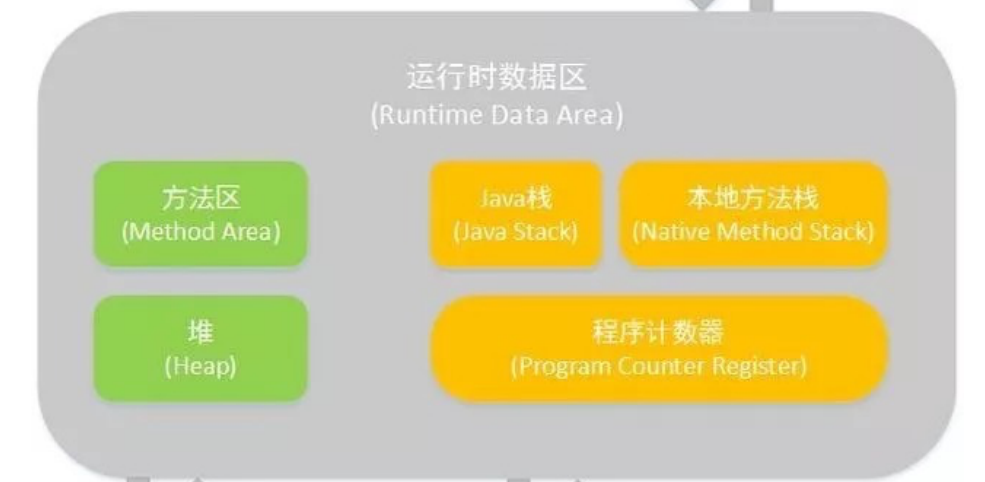 运行时数据区
(Runtime Data Area)
方法区
(Method Area)
Java栈
(Java Stack)
本地方法栈
(Native Method Stack)
堆
(Heap)
程序计数器
(Program Counter Register)